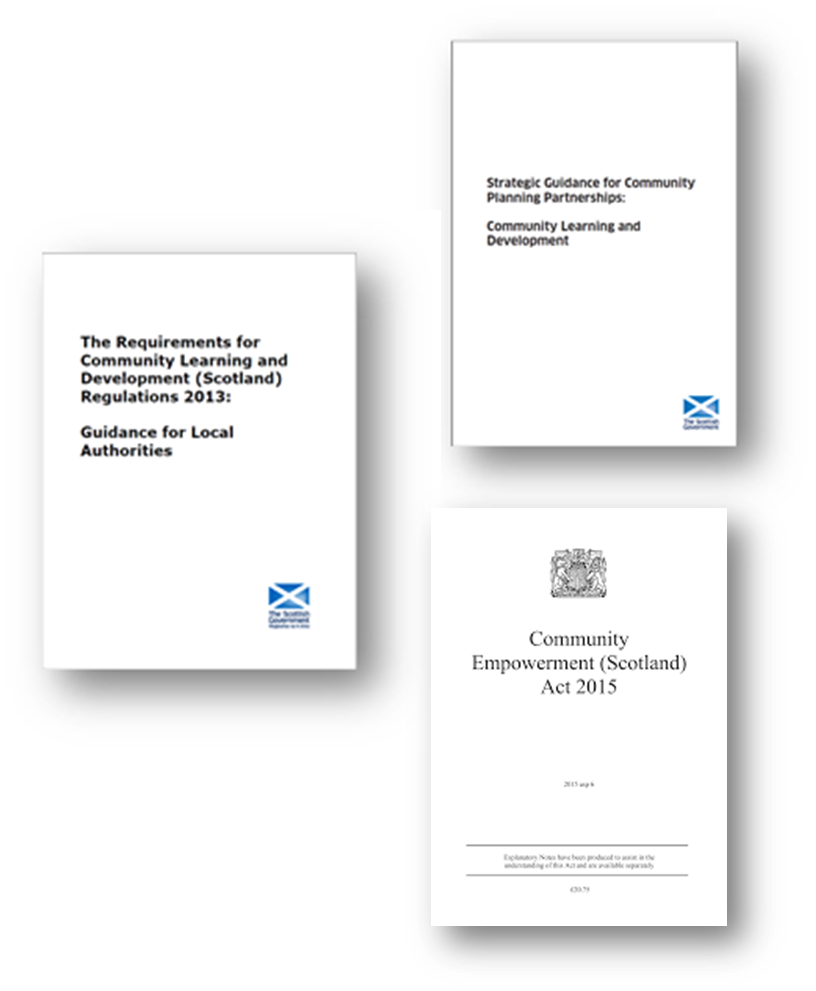 Strategic Guidance for Community
Planning Partnerships:
Community Learning and
Development
The Scottish
Government
The Requirements for
Community Learning and
Development (Scotland)
Regulations 2013:
Guidance for Local
Authorities
The Scottish
Government
Community
Empowerment (Scotland)
Act 2015
2015 asp 6
Explanatory Notes have been produced to assist in the
understanding of this Act and are available separately